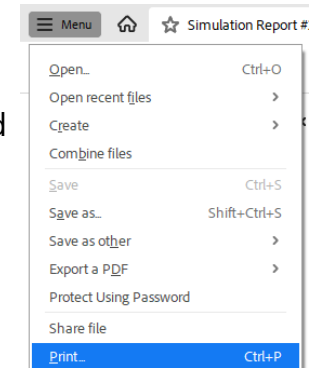 Menu Simulation Report #
Open... Ctrl+O
Open recent files
Create
Combine files
Save Ctrl+S
Save as... Shift+Ctrl+S
Save as other
Export a PDF
Protect Using Password
Share file
Print... Ctrl+P